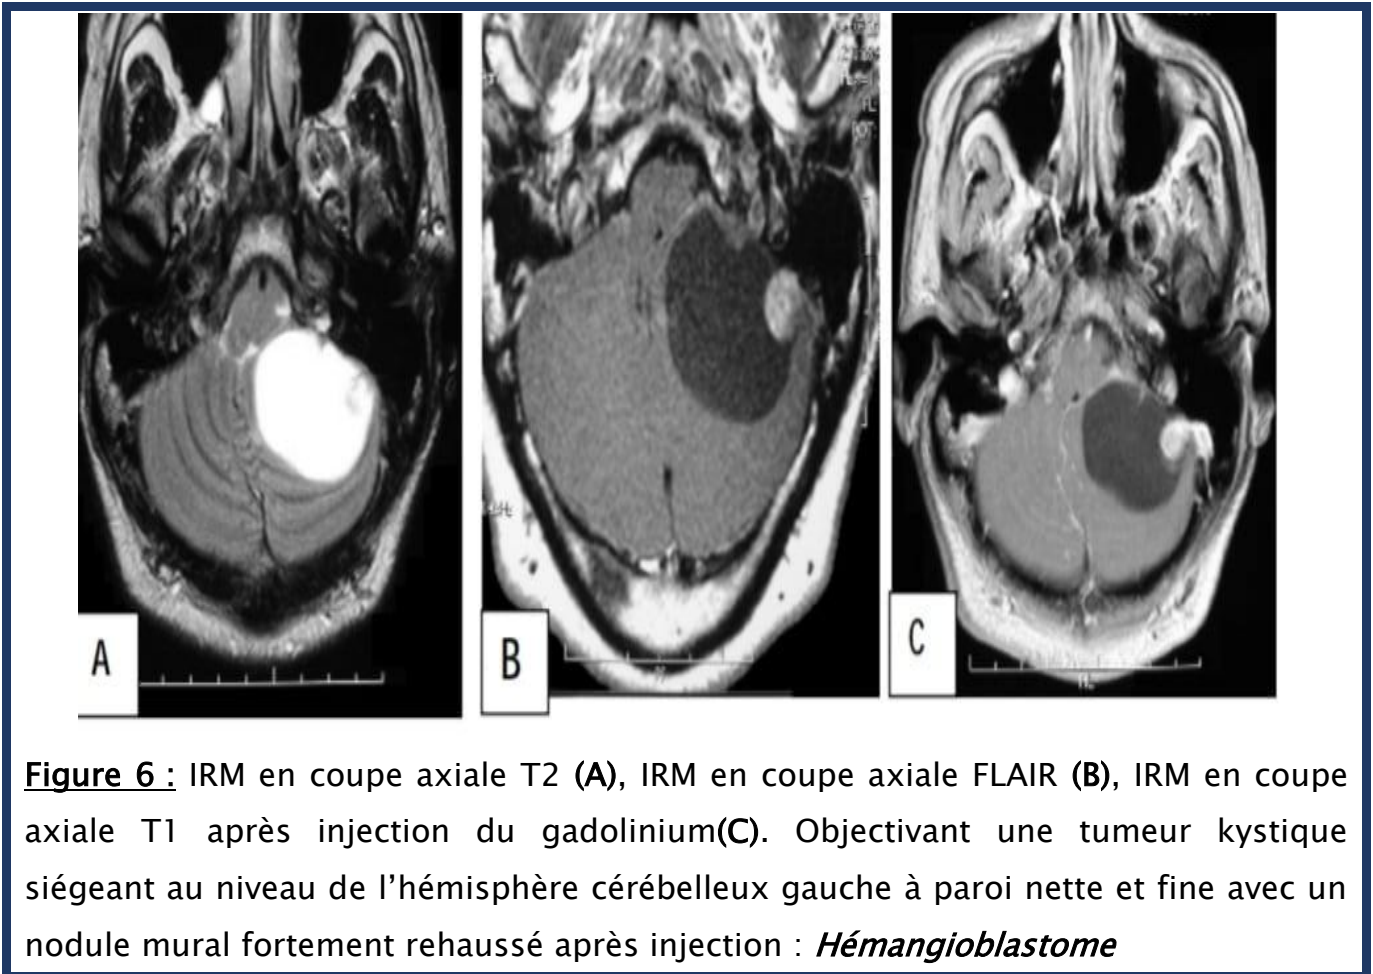 A
B
C
Figure 6 : IRM en coupe axiale T2 (A), IRM en coupe axiale FLAIR (B), IRM en coupe
axiale T1 après injection du gadolinium(C). Objectivant une tumeur kystique
siégeant au niveau de l’hémisphère cérébelleux gauche à paroi nette et fine avec un
nodule mural fortement rehaussé après injection : Hémangioblastome